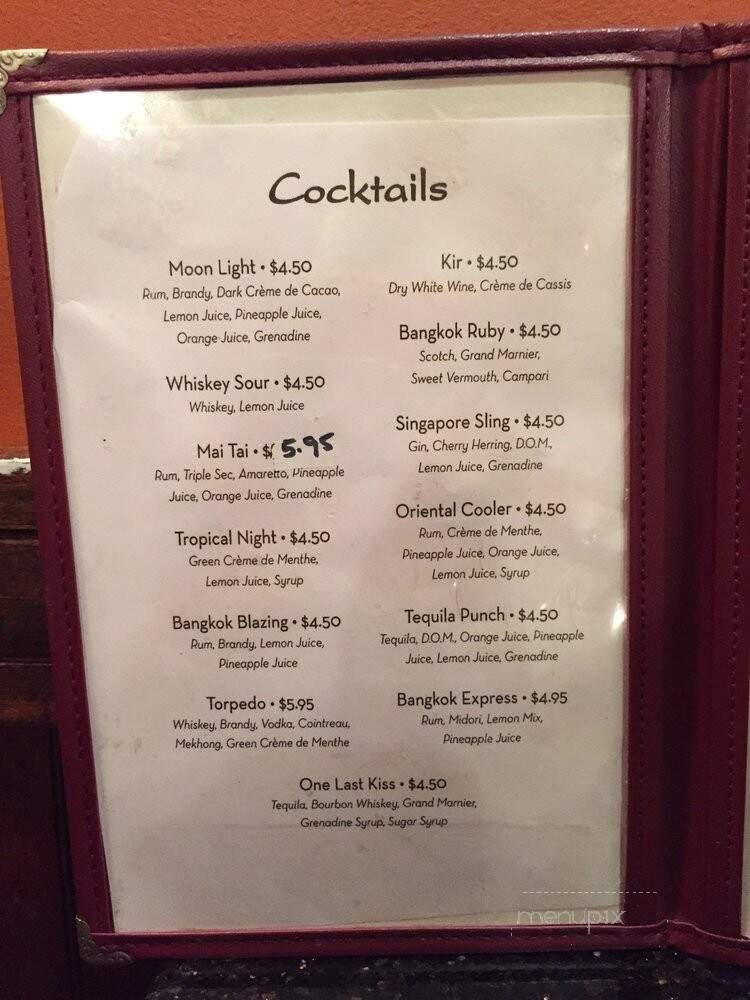 Cocktails
Moon Light • $4.50
Rum, Brandy, Dark Crème de Cacao,
Lemon Juice, Pineapple Juice,
Orange Juice, Grenadine
Whiskey Sour • $4.50
Whiskey, Lemon Juice
Mai Tai • $ 5.95
Rum, Triple Sec, Amaretto, Pineapple
Juice, Orange Juice, Grenadine
Tropical Night • $4.50
Green Crème de Menthe,
Lemon Juice, Syrup
Bangkok Blazing • $4.50
Rum, Brandy, Lemon Juice,
Pineapple Juice
Torpedo • $5.95
Whiskey, Brandy, Vodka, Cointreau,
Mekhong, Green Crème de Menthe
Kir • $4.50
Dry White Wine, Crème de Cassis
Bangkok Ruby • $4.50
Scotch, Grand Marnier,
Sweet Vermouth, Campari
Singapore Sling • $4.50
Gin, Cherry Herring, D.O.M.,
Lemon Juice, Grenadine
Oriental Cooler • $4.50
Rum, Crème de Menthe,
Pineapple Juice, Orange Juice,
Lemon Juice, Syrup
Tequila Punch • $4.50
Tequila, D.O.M., Orange Juice, Pineapple
Juice, Lemon Juice, Grenadine
Bangkok Express • $4.95
Rum, Midori, Lemon Mix,
Pineapple Juice
One Last Kiss • $4.50
Tequila, Bourbon Whiskey, Grand Marnier,
Grenadine Syrup, Sugar Syrup
menupix